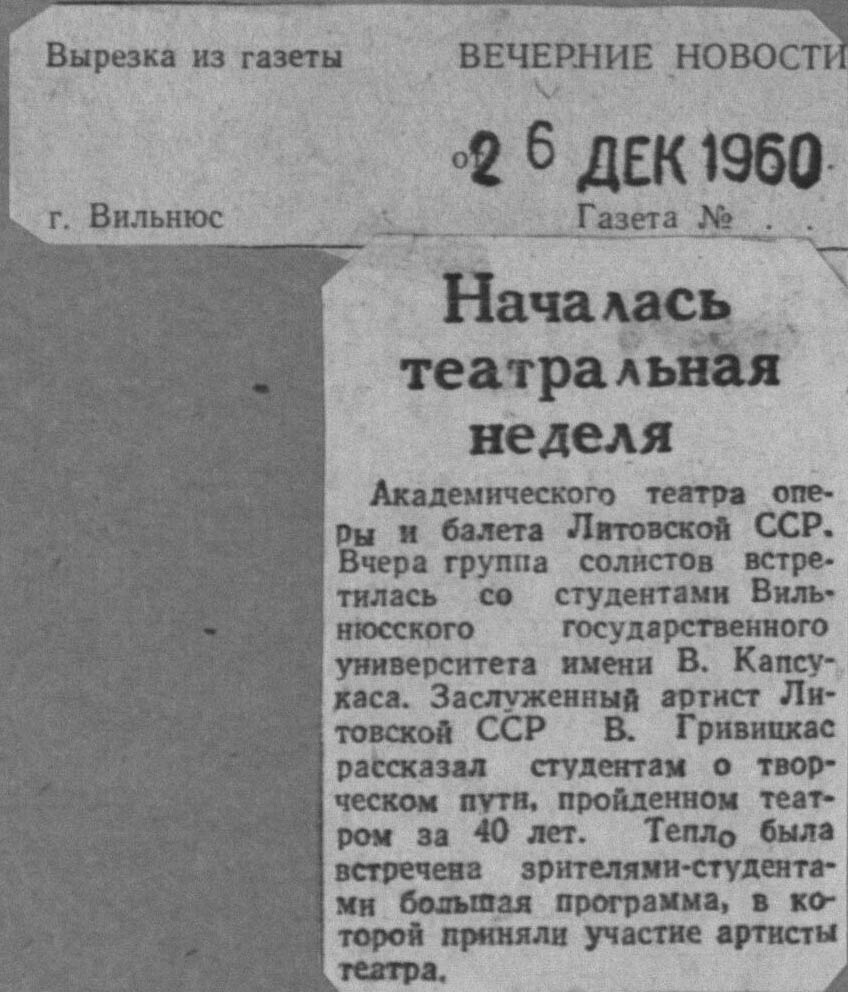 Вырезка из газеты ВЕЧЕРНИЕ НОВОСТИ
от 26 ДЕК 1960
г. Вильнюс Газета № . .
Началась
театральная
неделя
Академического театра опе-
ры и балета Литовской ССР.
Вчера группа солистов встре-
тилась со студентами Виль-
нюсского государственного
университета имени В. Капсу-
каса. Заслуженный артист Ли-
товской ССР В. Гривицкас
рассказал студентам о твор-
ческом пути, пройденном теат-
ром за 40 лет. Тепло была
встречена зрителями-студента-
ми большая программа, в ко-
торой приняли участие артисты
театра.